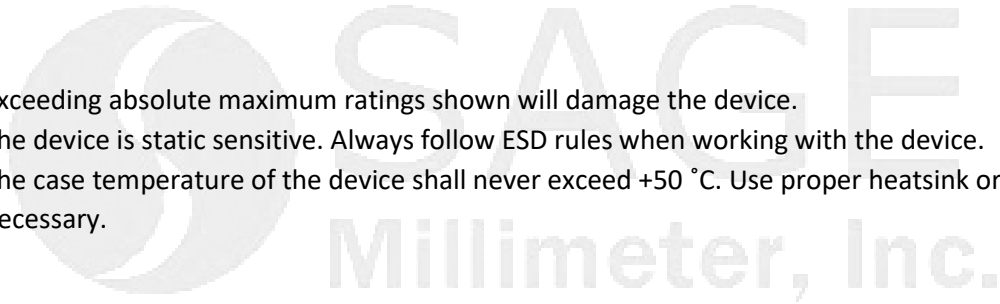 SAGE
xceeding absolute maximum ratings shown will damage the device.
he device is static sensitive. Always follow ESD rules when working with the device.
he case temperature of the device shall never exceed +50 ˚C. Use proper heatsink or
ecessary.
Millimeter, Inc.